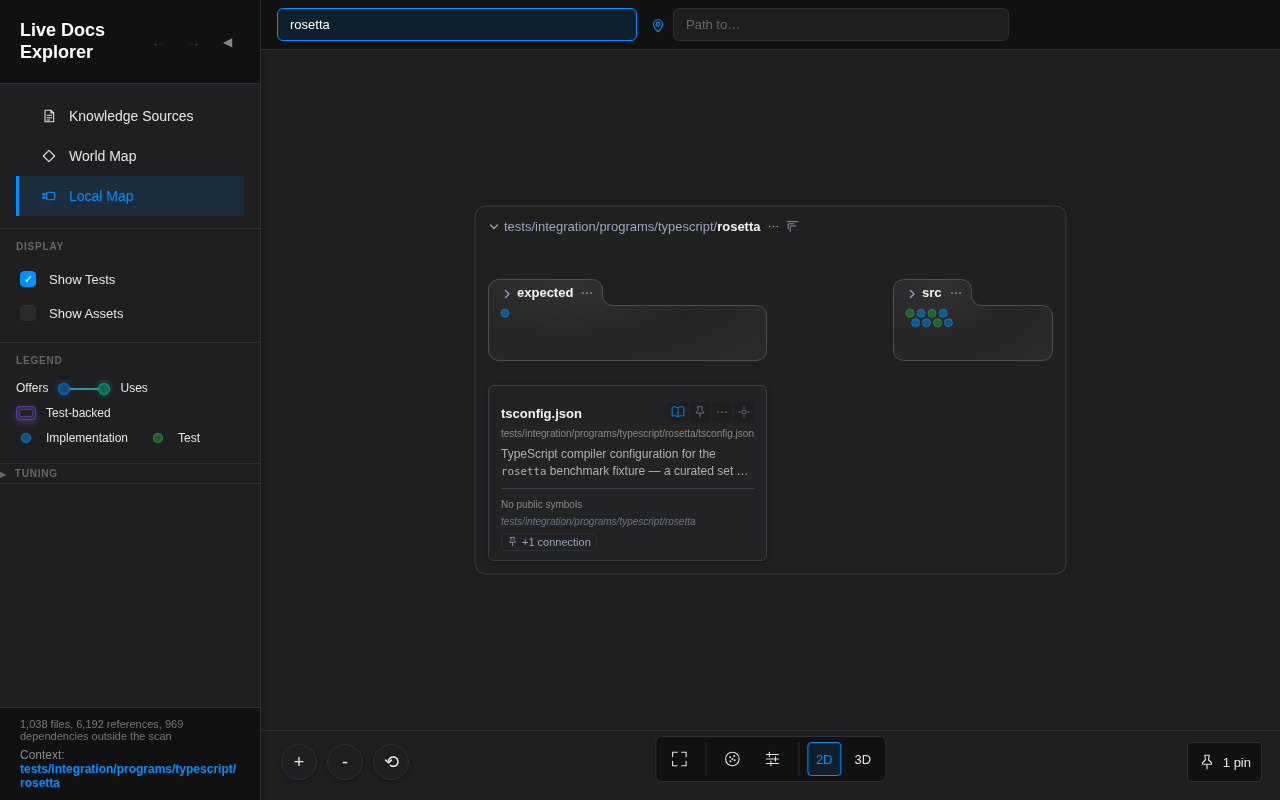 Live Docs
Explorer
← → ◀
rosetta
Path to…
Knowledge Sources
World Map
Local Map
DISPLAY
Show Tests
Show Assets
LEGEND
Offers Uses
Test-backed
Implementation Test
▸ TUNING
1,038 files, 6,192 references, 969
dependencies outside the scan
Context:
tests/integration/programs/typescript/
rosetta
tests/integration/programs/typescript/rosetta ⋯
expected ⋯
src ⋯
tsconfig.json
tests/integration/programs/typescript/rosetta/tsconfig.json
TypeScript compiler configuration for the
rosetta benchmark fixture — a curated set …
No public symbols
tests/integration/programs/typescript/rosetta
+1 connection
+ - ⟲
2D 3D
1 pin